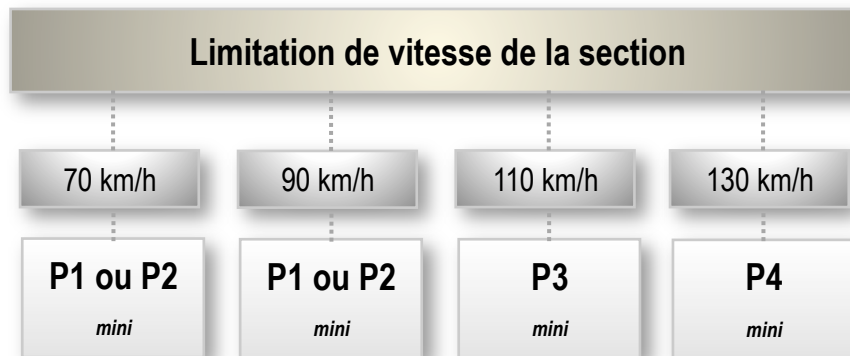 Limitation de vitesse de la section
70 km/h
90 km/h
110 km/h
130 km/h
P1 ou P2
P1 ou P2
P3
P4
mini
mini
mini
mini